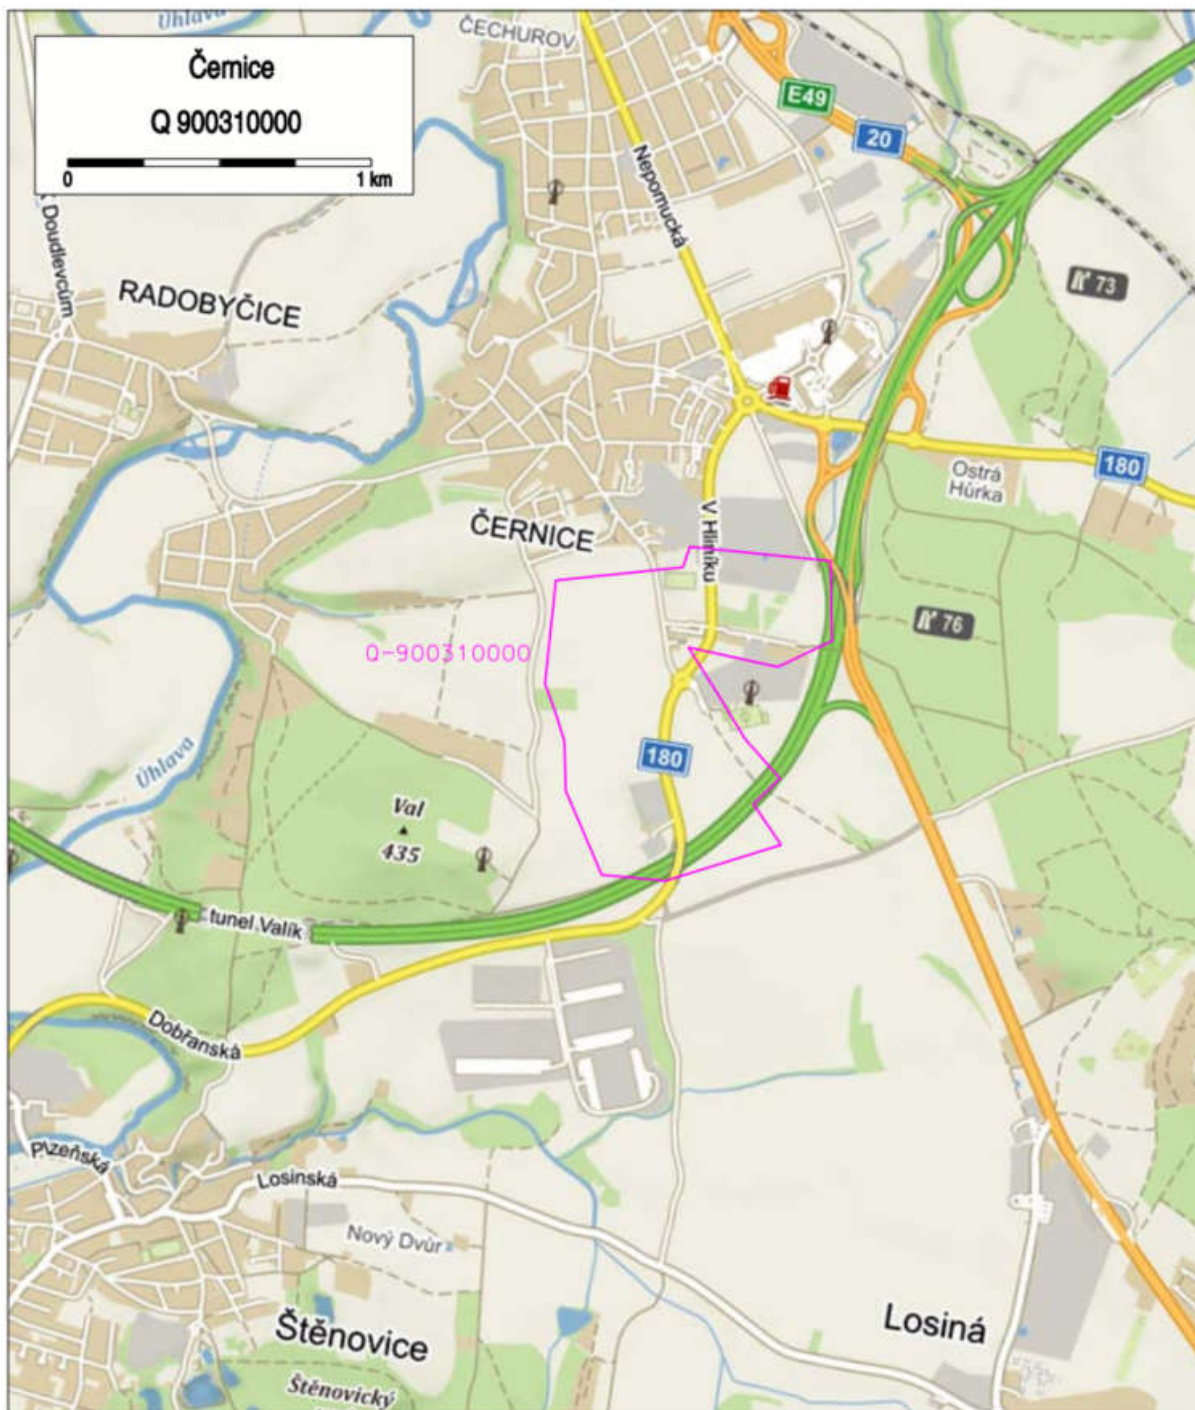 Úhlava
ČECHUROV
Černice
Q 900310000
0 1 km
E49
20
Nepomucká
Doudlevcům
RADOBYČICE
73
180
Ostrá
Hůrka
V Hliníku
ČERNICE
76
Q-900310000
Úhlava
180
Val
435
tunel Valík
Dobřanská
Plzeňská
Losinská
Nový Dvůr
Štěnovice
Losiná
Štěnovický